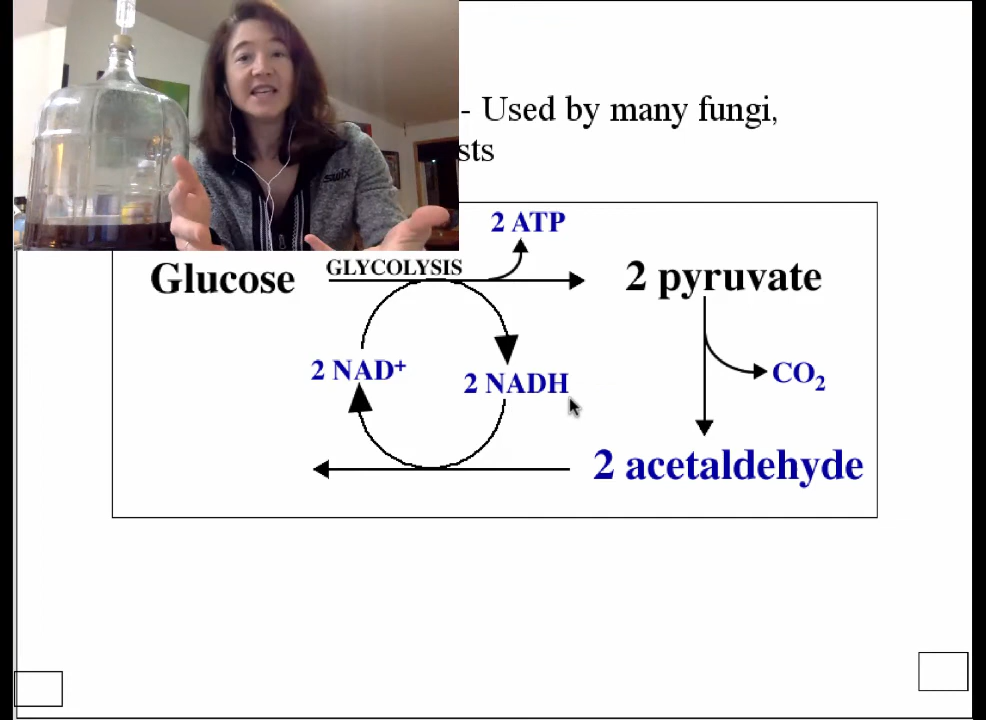 - Used by many fungi,
sts
2 ATP
Glucose
GLYCOLYSIS
2 pyruvate
2 NAD⁺
2 NADH
CO₂
2 acetaldehyde